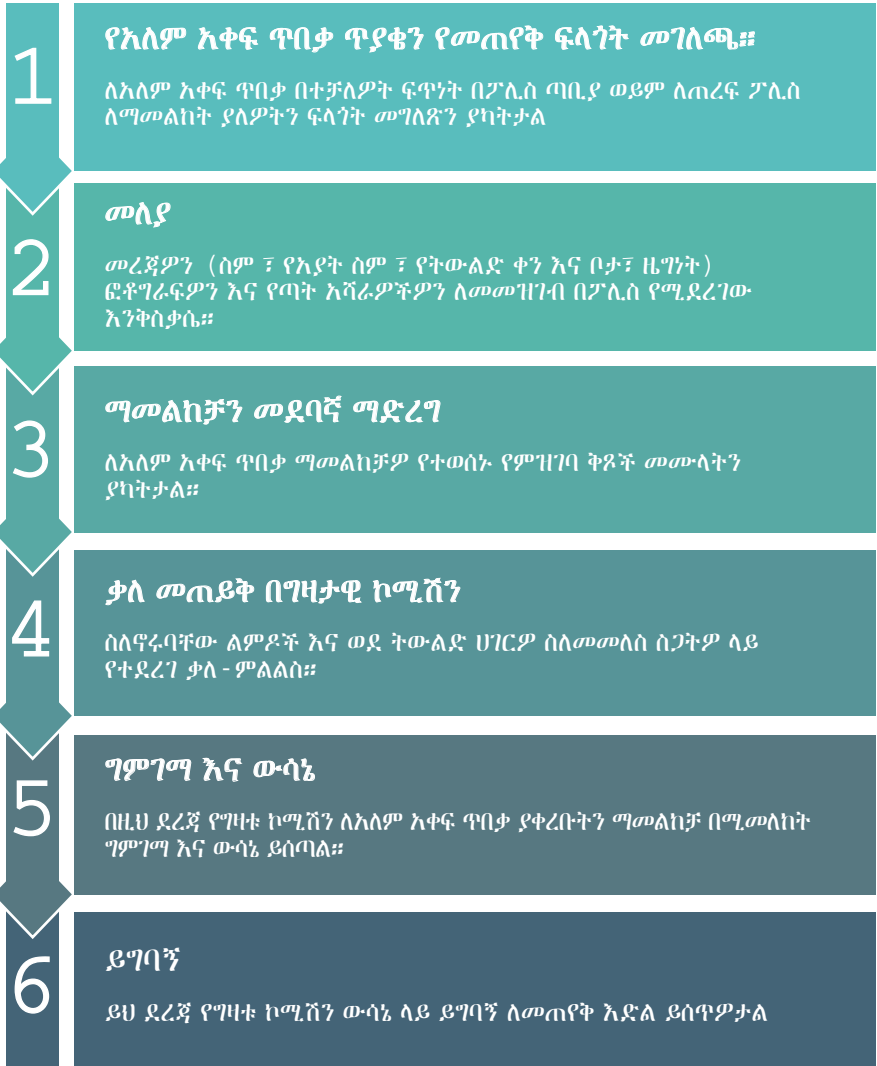 1
የአለም አቀፍ ጥበቃ ጥያቄን የመጠየቅ ፍላጎት መገለጫ።
ለአለም አቀፍ ጥበቃ በተቻለዎት ፍጥነት በፖሊስ ጣቢያ ወይም ለጠረፍ ፖሊስ
ለማመልከት ያለዎትን ፍላጎት መግለጽን ያካትታል
2
መለያ
መረጃዎን (ስም ፣ የአያት ስም ፣ የትውልድ ቀን እና ቦታ፣ ዜግነት)
ፎቶግራፍዎን እና የጣት አሻራዎችዎን ለመመዝገብ በፖሊስ የሚደረገው
እንቅስቃሴ።
3
ማመልከቻን መደበኛ ማድረግ
ለአለም አቀፍ ጥበቃ ማመልከቻዎ የተወሰኑ የምዝገባ ቅጾች መሙላትን
ያካትታል።
4
ቃለ መጠይቅ በግዛታዊ ኮሚሽን
ስለኖሩባቸው ልምዶች እና ወደ ትውልድ ሀገርዎ ስለመመለስ ስጋትዎ ላይ
የተደረገ ቃለ-ምልልስ።
5
ግምገማ እና ውሳኔ
በዚህ ደረጃ የግዛቱ ኮሚሽን ለአለም አቀፍ ጥበቃ ያቀረቡትን ማመልከቻ በሚመለከት
ግምገማ እና ውሳኔ ይሰጣል።
6
ይግባኝ
ይህ ደረጃ የግዛቱ ኮሚሽን ውሳኔ ላይ ይግባኝ ለመጠየቅ እድል ይሰጥዎታል